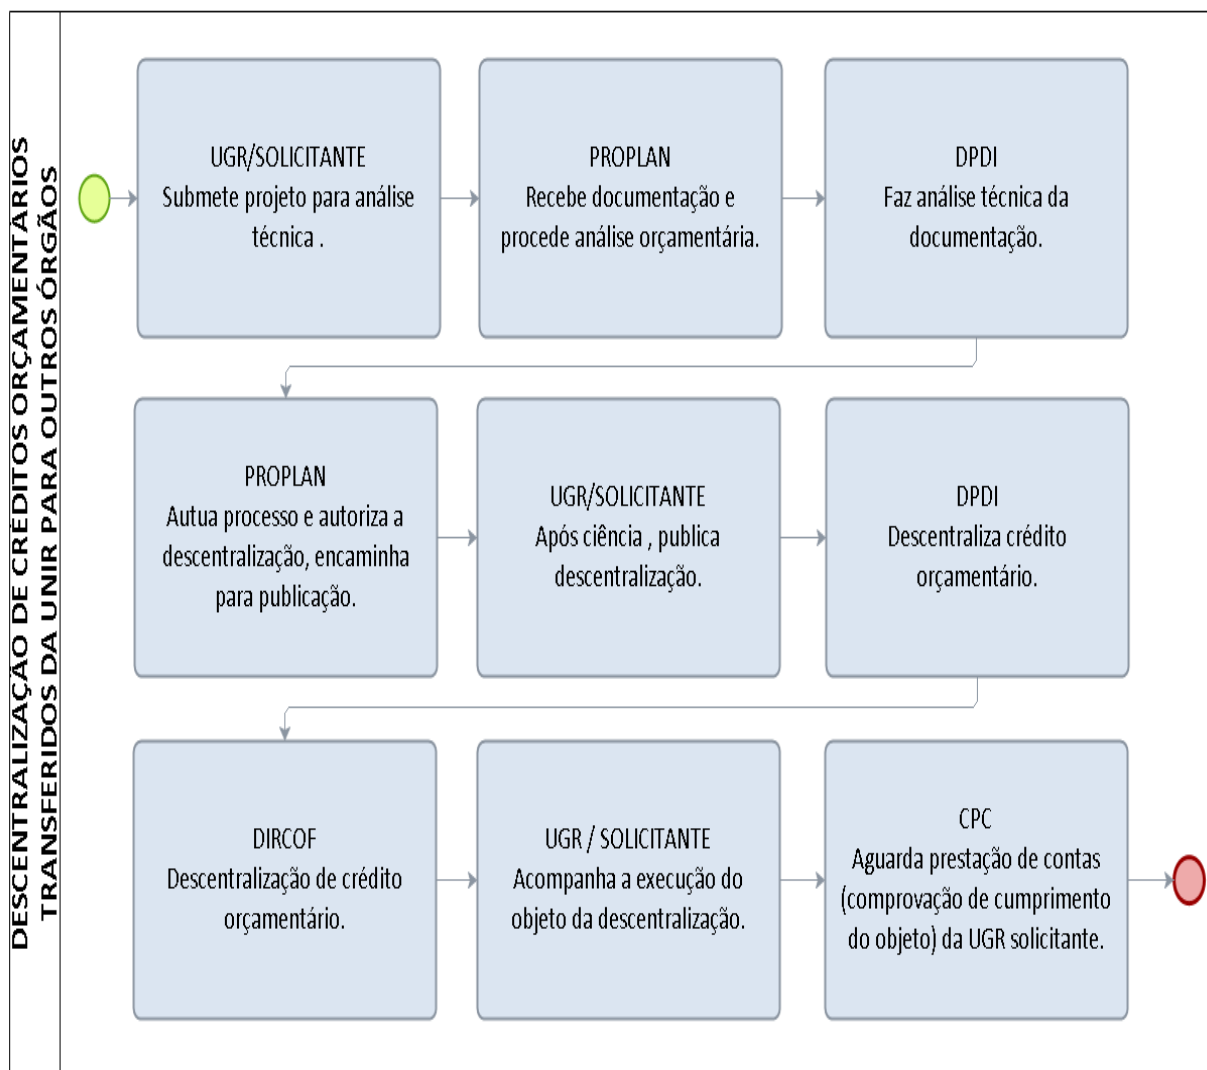 DESCENTRALIZAÇÃO DE CRÉDITOS ORÇAMENTÁRIOS
TRANSFERIDOS DA UNIR PARA OUTROS ÓRGÃOS
UGR/SOLICITANTE
Submete projeto para análise
técnica .
PROPLAN
Recebe documentação e
procede análise orçamentária.
DPDI
Faz análise técnica da
documentação.
PROPLAN
Autua processo e autoriza a
descentralização, encaminha
para publicação.
UGR/SOLICITANTE
Após ciência , publica
descentralização.
DPDI
Descentraliza crédito
orçamentário.
DIRCOF
Descentralização de crédito
orçamentário.
UGR / SOLICITANTE
Acompanha a execução do
objeto da descentralização.
CPC
Aguarda prestação de contas
(comprovação de cumprimento
do objeto) da UGR solicitante.